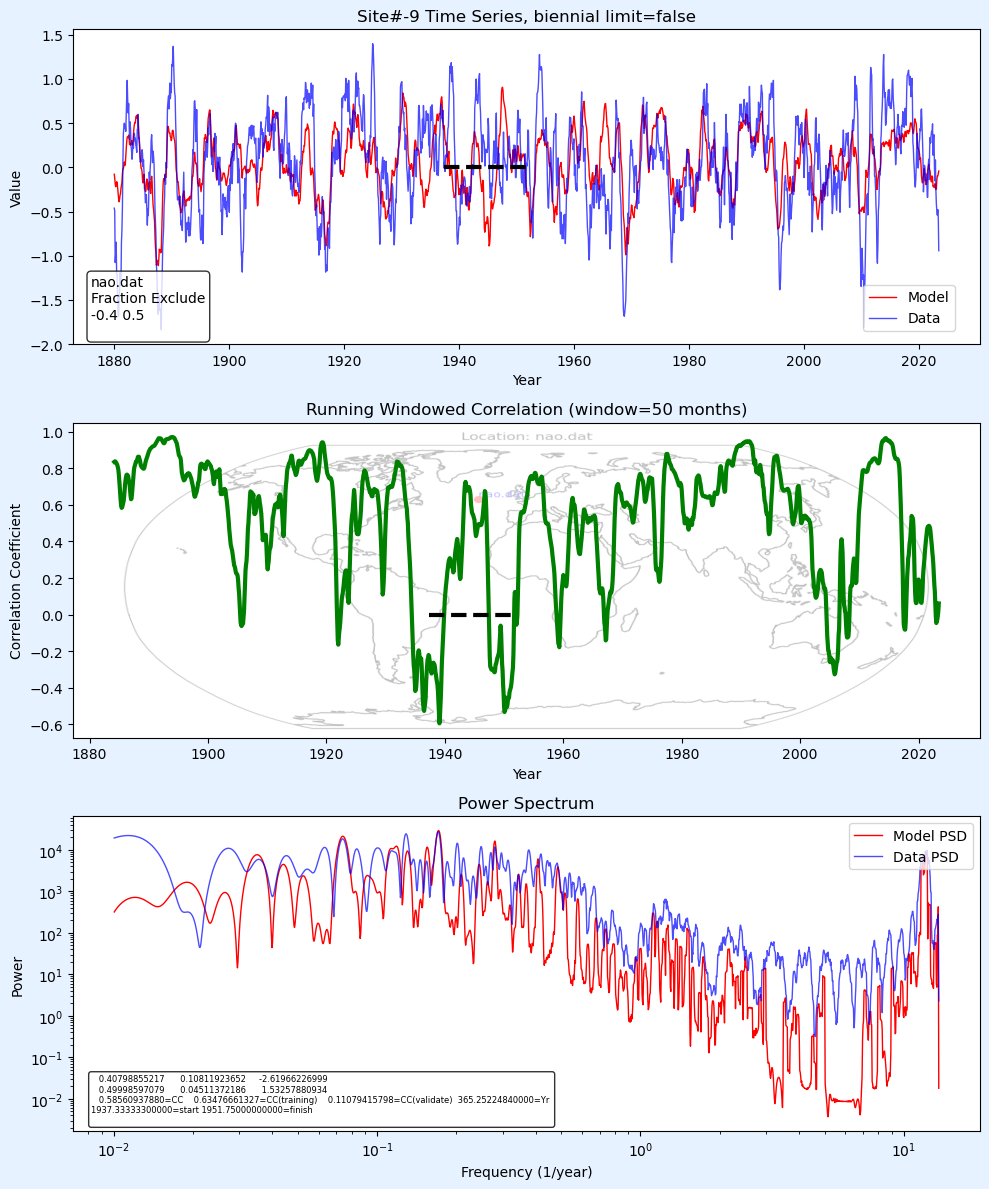 Site#-9 Time Series, biennial limit=false
Value
1.5
1.0
0.5
0.0
−0.5
−1.0
−1.5
−2.0
nao.dat
Fraction Exclude
-0.4 0.5
Model
Data
1880 1900 1920 1940 1960 1980 2000 2020
Year
Running Windowed Correlation (window=50 months)
Location: nao.dat
nao.dat
Correlation Coefficient
1.0
0.8
0.6
0.4
0.2
0.0
−0.2
−0.4
−0.6
1880 1900 1920 1940 1960 1980 2000 2020
Year
Power Spectrum
Model PSD
Data PSD
Power
10⁴
10³
10²
10¹
10⁰
10⁻¹
10⁻²
0.40798855217 0.10811923652 -2.61966226999
0.49998597079 0.04511372186 1.53257880934
0.58560937880=CC 0.63476661327=CC(training) 0.11079415798=CC(validate) 365.25224840000=Yr
1937.33333300000=start 1951.75000000000=finish
10⁻² 10⁻¹ 10⁰ 10¹
Frequency (1/year)